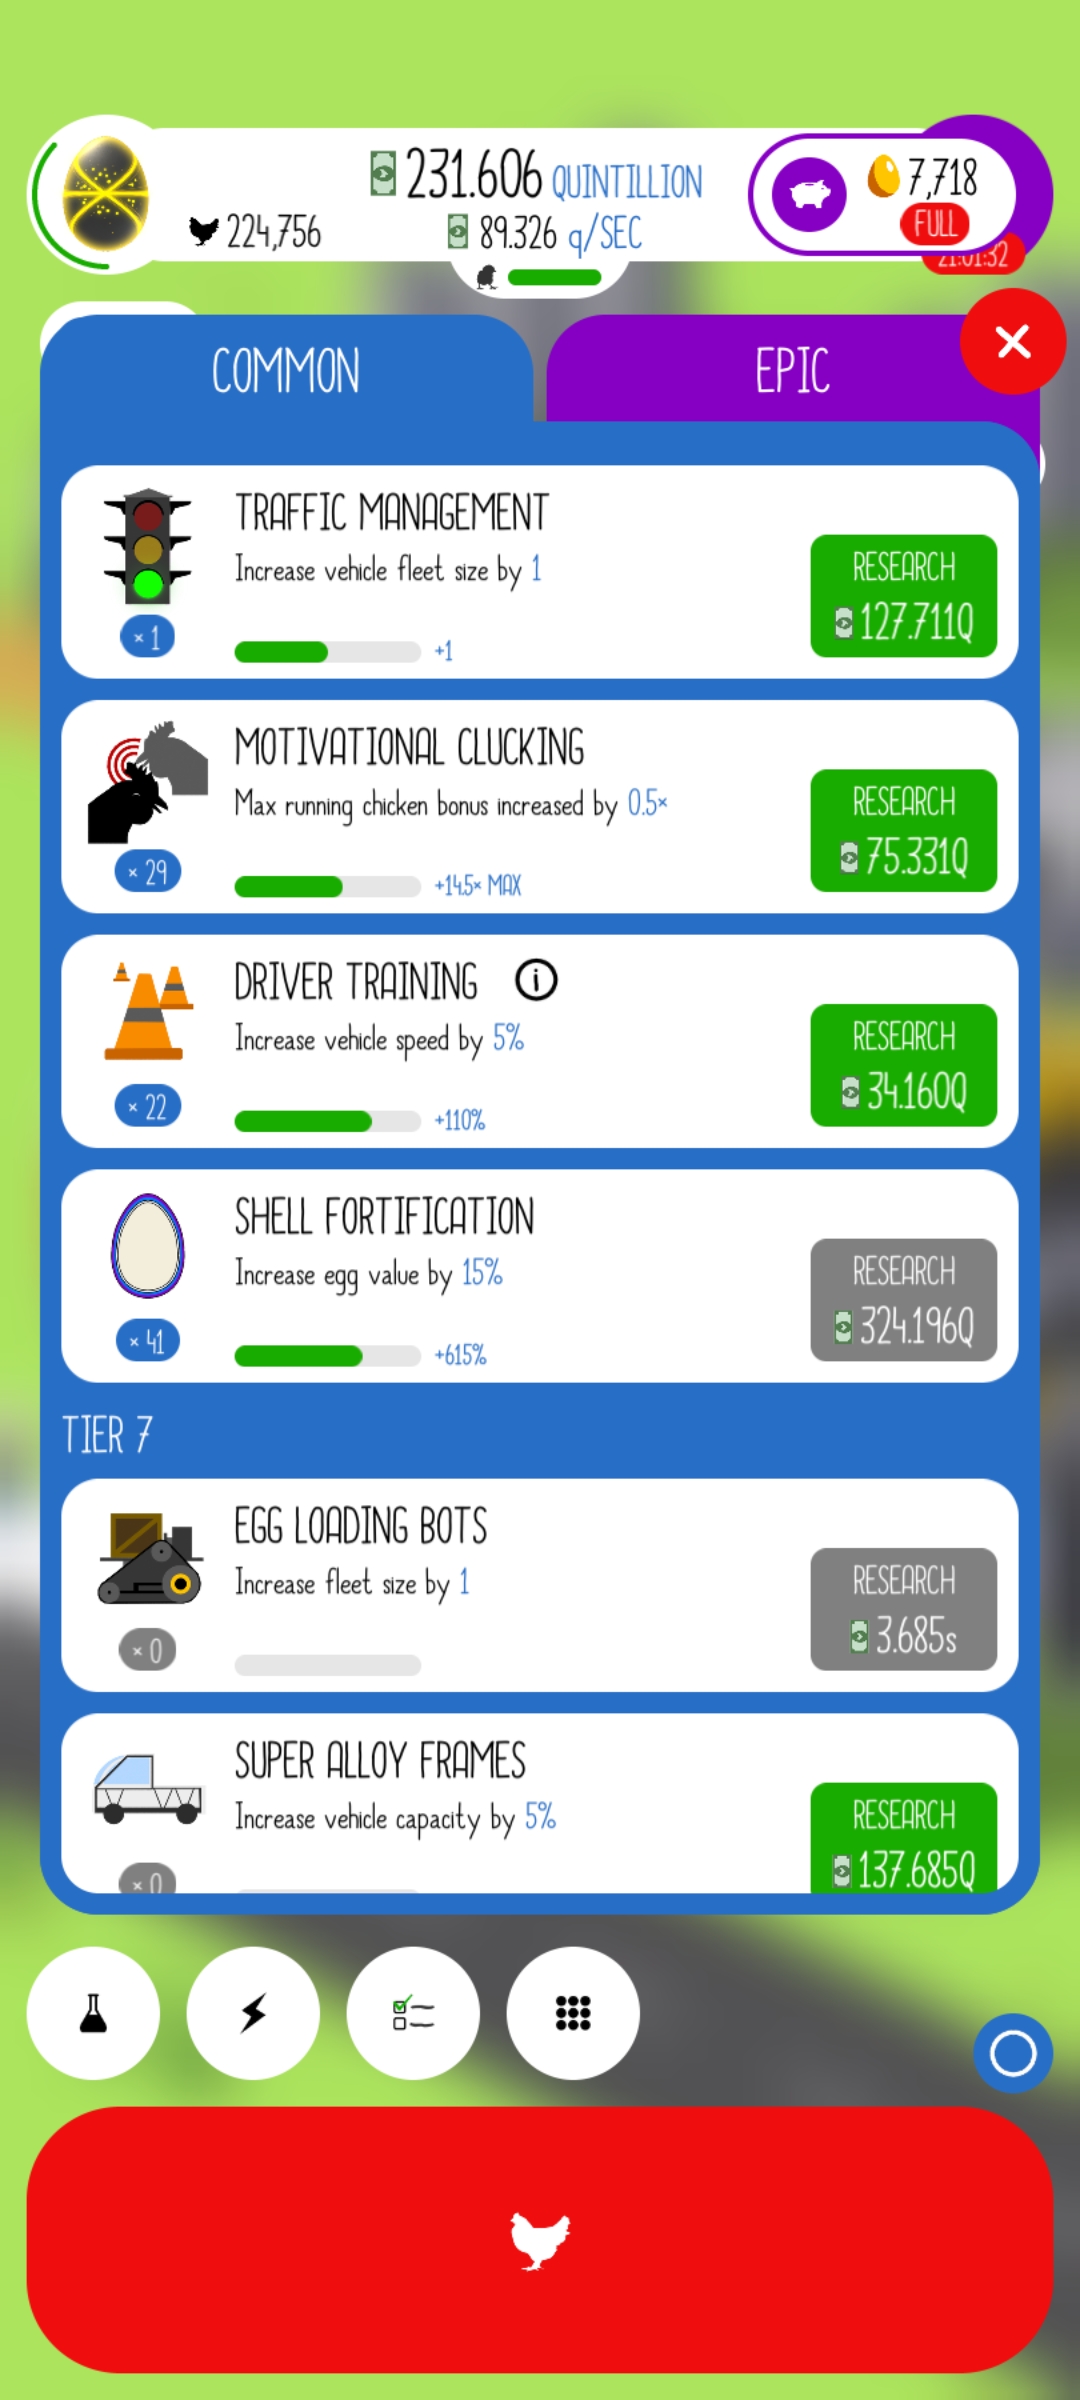 231.606 QUINTILLION
224,756
89.326 q/SEC
7,718
FULL
21:01:32
COMMON
EPIC
TRAFFIC MANAGEMENT
Increase vehicle fleet size by 1
× 1
+1
RESEARCH
127.711Q
MOTIVATIONAL CLUCKING
Max running chicken bonus increased by 0.5×
× 29
+14.5× MAX
RESEARCH
75.331Q
DRIVER TRAINING
Increase vehicle speed by 5%
× 22
+110%
RESEARCH
34.160Q
SHELL FORTIFICATION
Increase egg value by 15%
× 41
+615%
RESEARCH
324.196Q
TIER 7
EGG LOADING BOTS
Increase fleet size by 1
× 0
RESEARCH
3.685s
SUPER ALLOY FRAMES
Increase vehicle capacity by 5%
× 0
RESEARCH
137.685Q